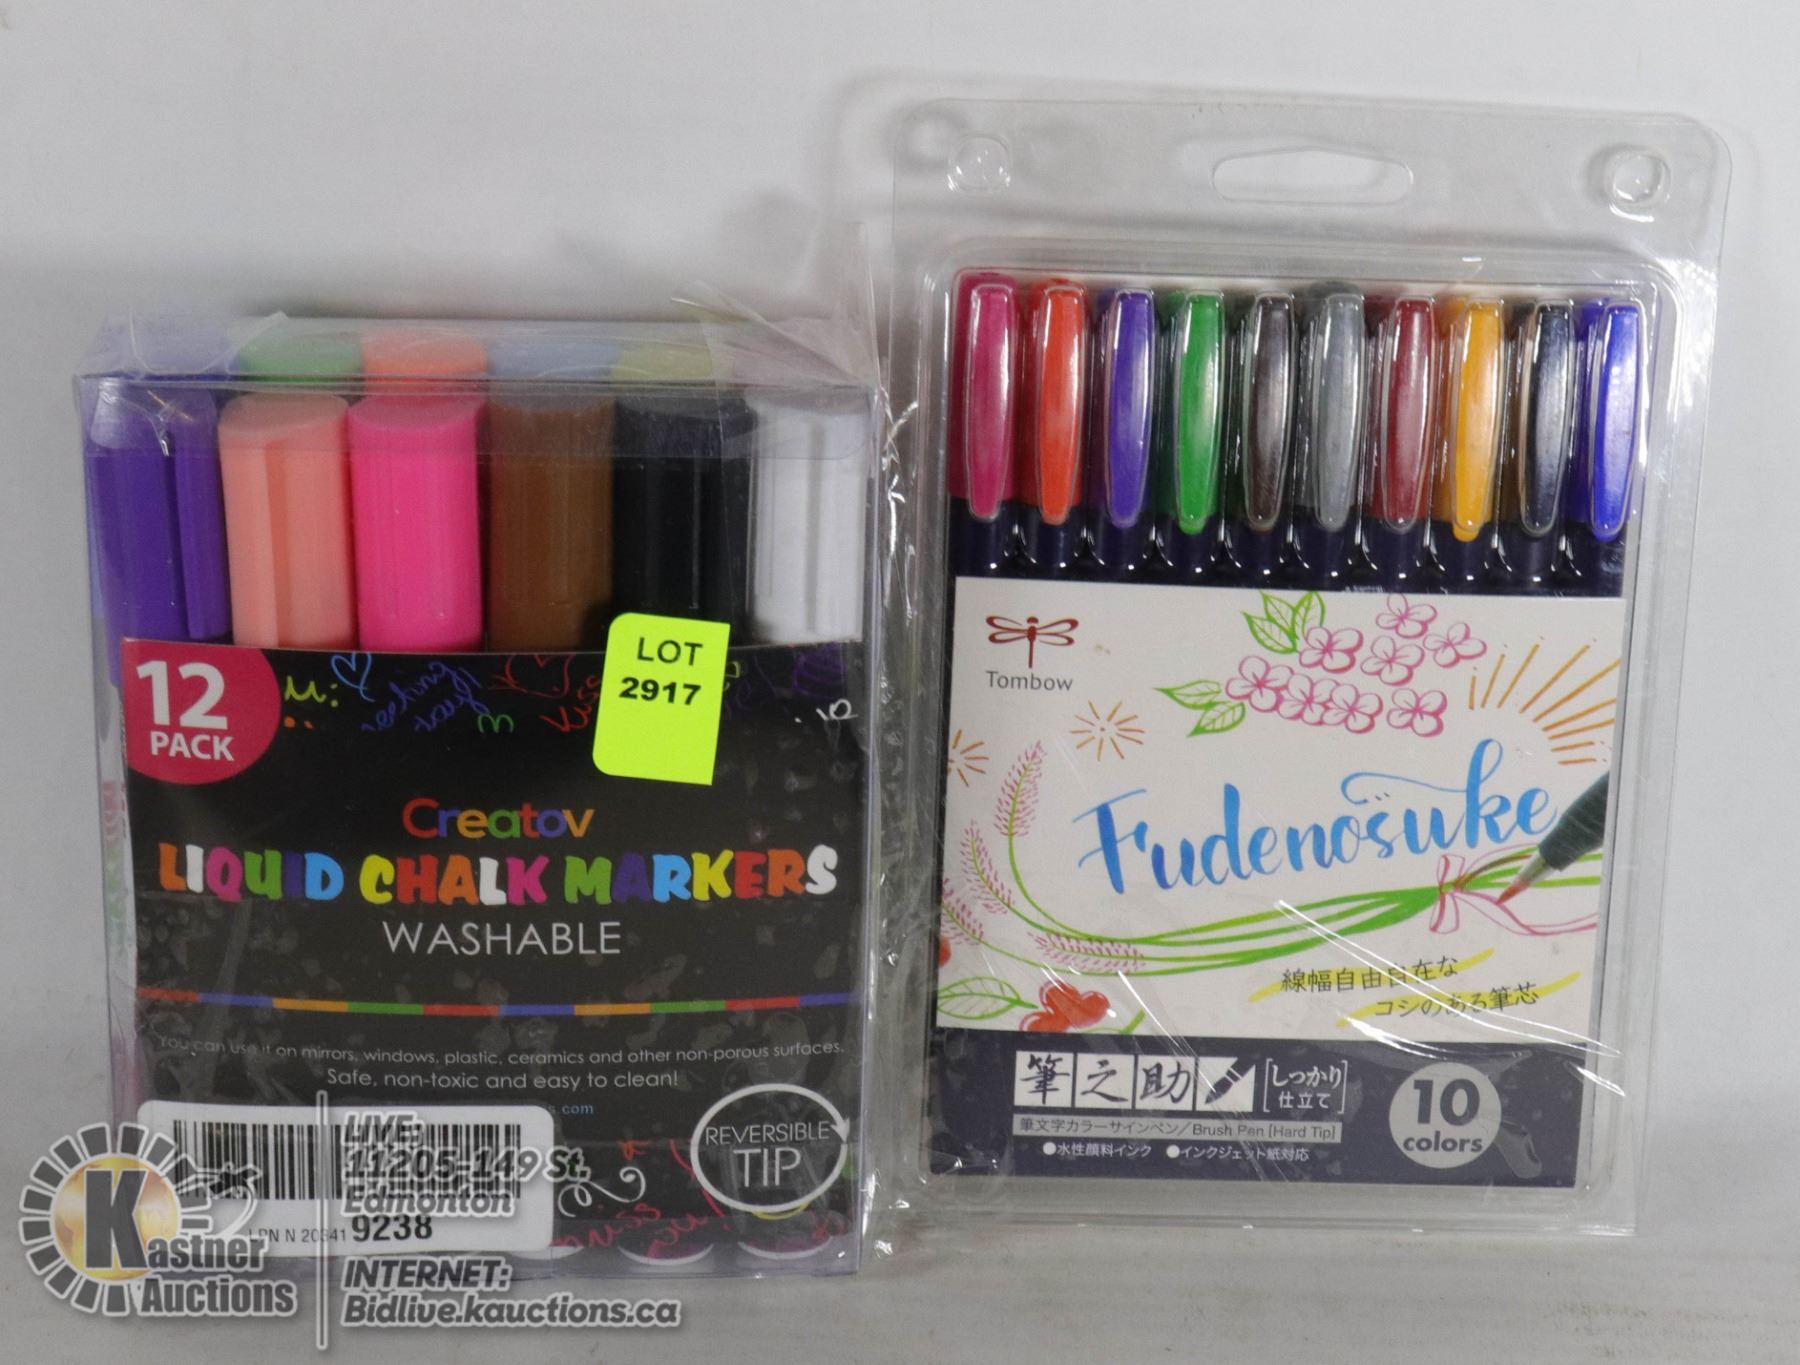 12
PACK
LOT
2917
Creatov
LIQUID CHALK MARKERS
WASHABLE
You can use it on mirrors, windows, plastic, ceramics and other non-porous surfaces.
Safe, non-toxic and easy to clean!
REVERSIBLE
TIP
9238
Tombow
Fudenosuke
線幅自由自在な
コシのある筆芯
筆之助
しっかり
仕立て
筆文字カラーサインペン/Brush Pen [Hard Tip]
●水性顔料インク ●インクジェット紙対応
10
colors
Kastner
Auctions
LIVE:
11205-149 St.
Edmonton
INTERNET:
Bidlive.kauctions.ca